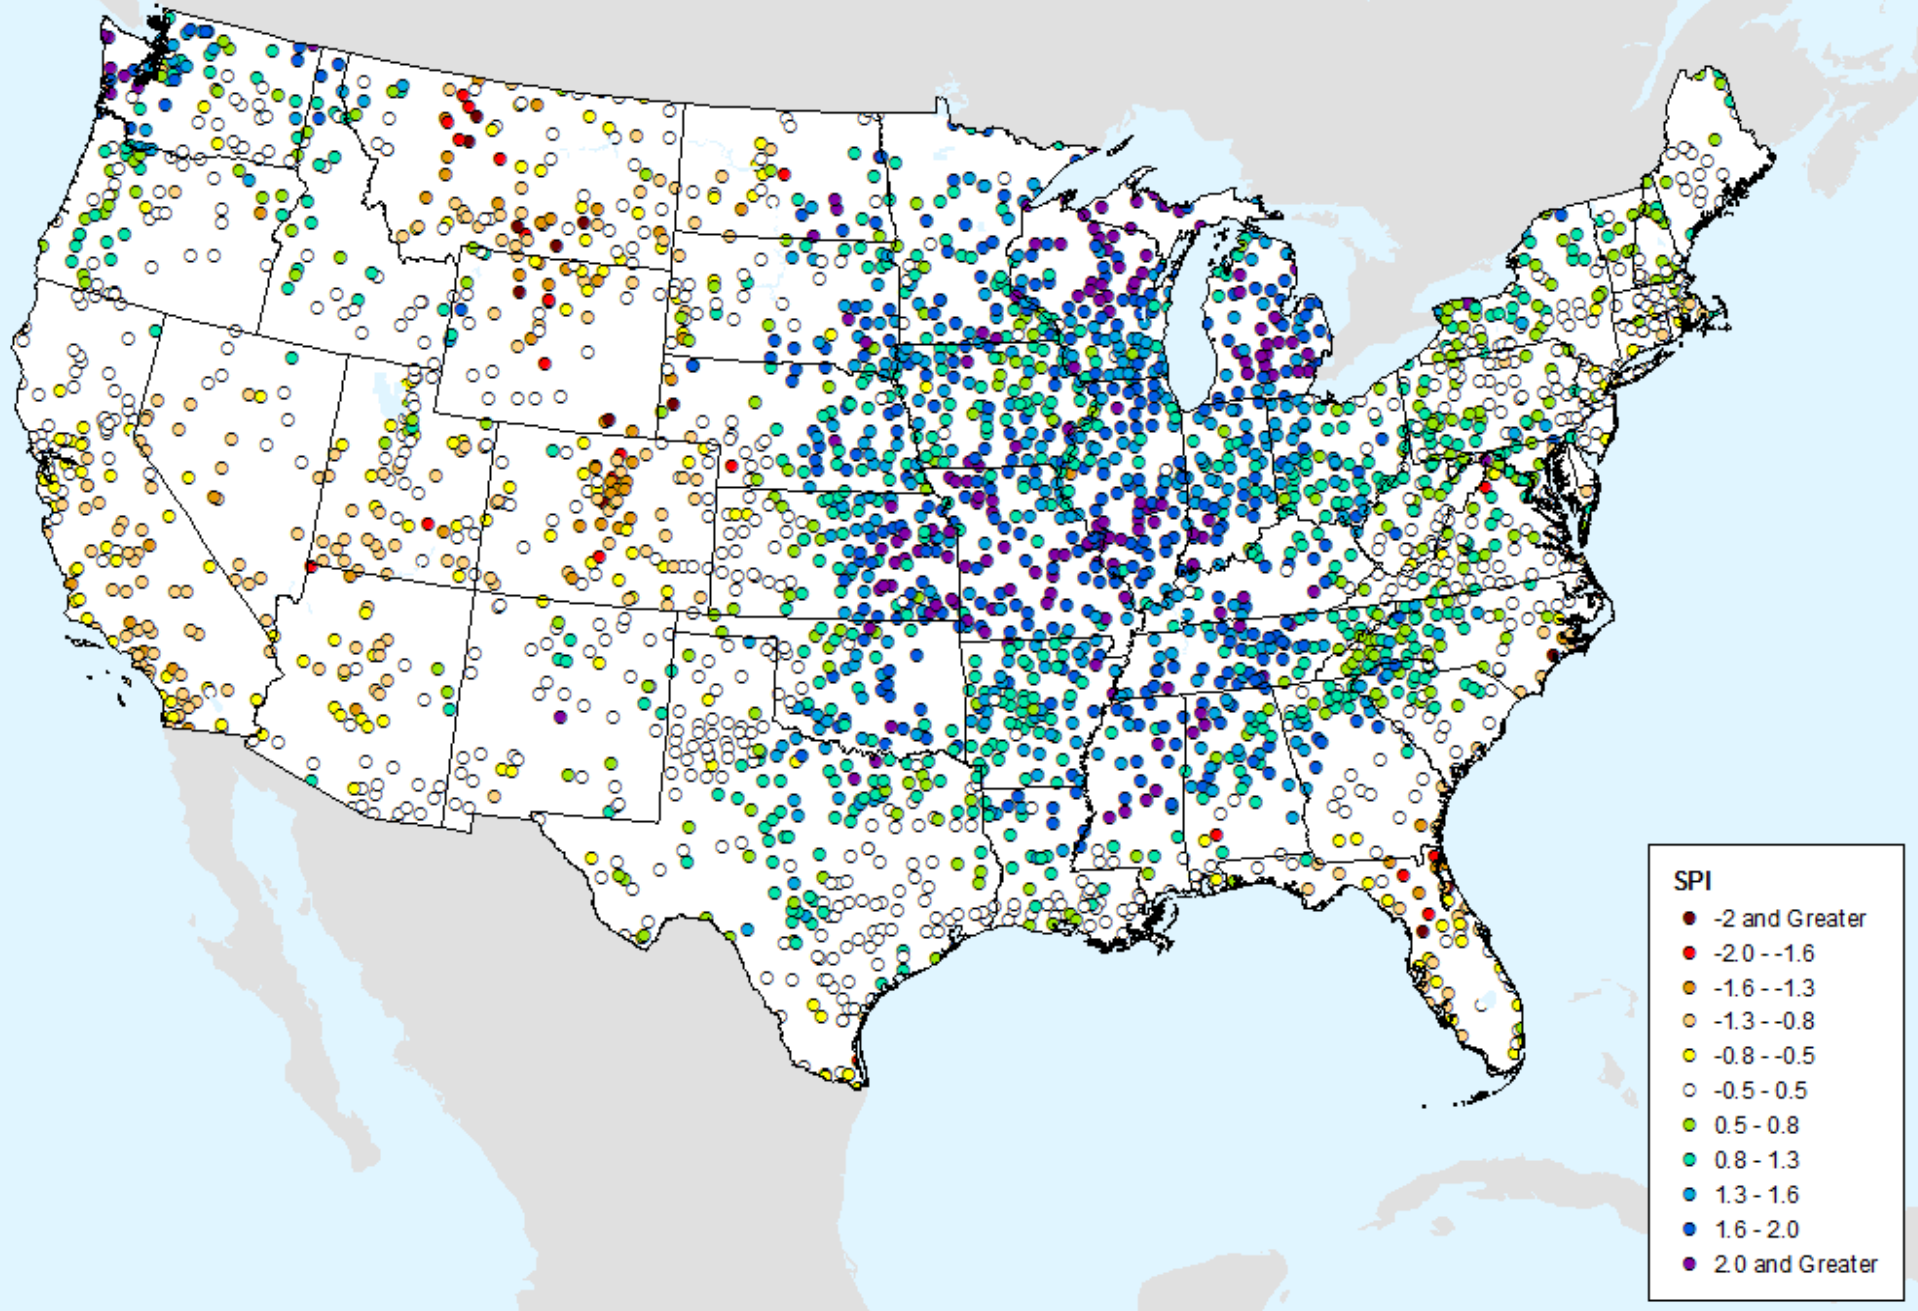 SPI
-2 and Greater
-2.0 - -1.6
-1.6 - -1.3
-1.3 - -0.8
-0.8 - -0.5
-0.5 - 0.5
0.5 - 0.8
0.8 - 1.3
1.3 - 1.6
1.6 - 2.0
2.0 and Greater